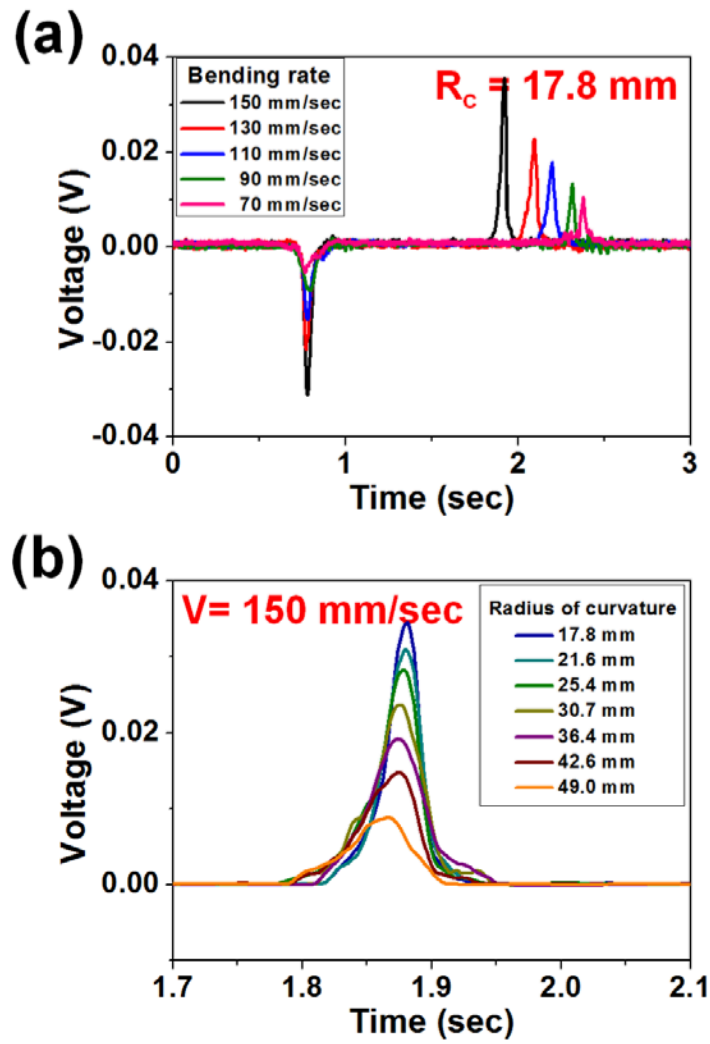 (a)
0.04
0.02
0.00
-0.02
-0.04
Voltage (V)
Bending rate
150 mm/sec
130 mm/sec
110 mm/sec
90 mm/sec
70 mm/sec
R_C = 17.8 mm
0 1 2 3
Time (sec)
(b)
0.04
0.02
0.00
Voltage (V)
V= 150 mm/sec
Radius of curvature
17.8 mm
21.6 mm
25.4 mm
30.7 mm
36.4 mm
42.6 mm
49.0 mm
1.7 1.8 1.9 2.0 2.1
Time (sec)